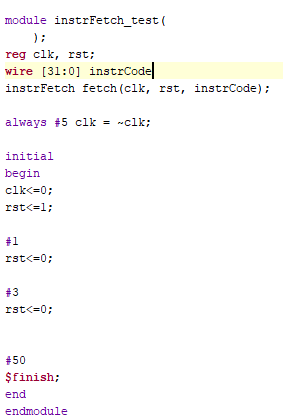 module instrFetch_test(
);
reg clk, rst;
wire [31:0] instrCode
instrFetch fetch(clk, rst, instrCode);
always #5 clk = ~clk;
initial
begin
clk<=0;
rst<=1;
#1
rst<=0;
#3
rst<=0;
#50
$finish;
end
endmodule